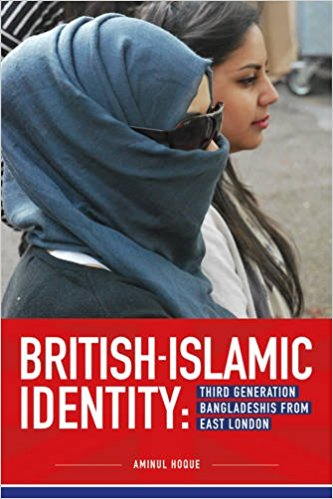 BRITISH-ISLAMIC
IDENTITY:
THIRD GENERATION
BANGLADESHIS FROM
EAST LONDON
AMINUL HOQUE